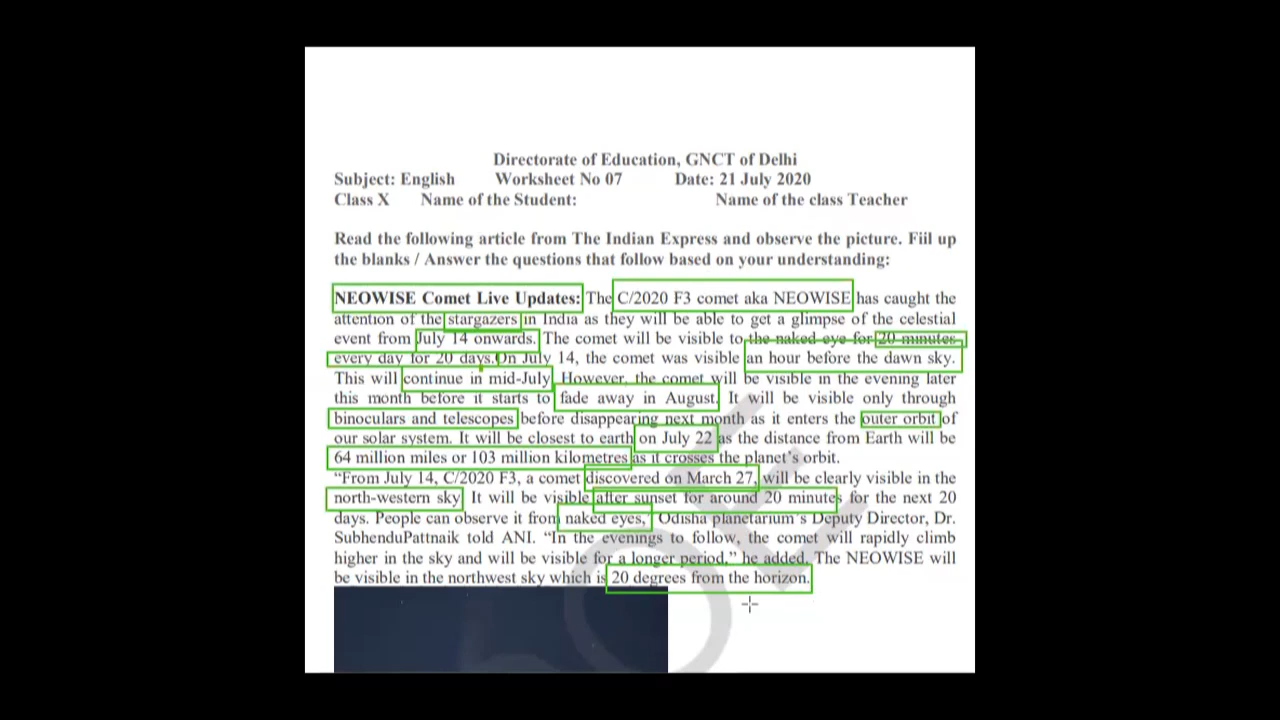 Directorate of Education, GNCT of Delhi
Subject: English Worksheet No 07 Date: 21 July 2020
Class X Name of the Student: Name of the class Teacher
Read the following article from The Indian Express and observe the picture. Fiil up
the blanks / Answer the questions that follow based on your understanding:
NEOWISE Comet Live Updates: The C/2020 F3 comet aka NEOWISE has caught the
attention of the stargazers in India as they will be able to get a glimpse of the celestial
event from July 14 onwards. The comet will be visible to the naked eye for 20 minutes
every day for 20 days. On July 14, the comet was visible an hour before the dawn sky.
This will continue in mid-July. However, the comet will be visible in the evening later
this month before it starts to fade away in August. It will be visible only through
binoculars and telescopes before disappearing next month as it enters the outer orbit of
our solar system. It will be closest to earth on July 22 as the distance from Earth will be
64 million miles or 103 million kilometres as it crosses the planet's orbit.
"From July 14, C/2020 F3, a comet discovered on March 27, will be clearly visible in the
north-western sky. It will be visible after sunset for around 20 minutes for the next 20
days. People can observe it from naked eyes," Odisha planetarium's Deputy Director, Dr.
SubhenduPattnaik told ANI. "In the evenings to follow, the comet will rapidly climb
higher in the sky and will be visible for a longer period," he added. The NEOWISE will
be visible in the northwest sky which is 20 degrees from the horizon.